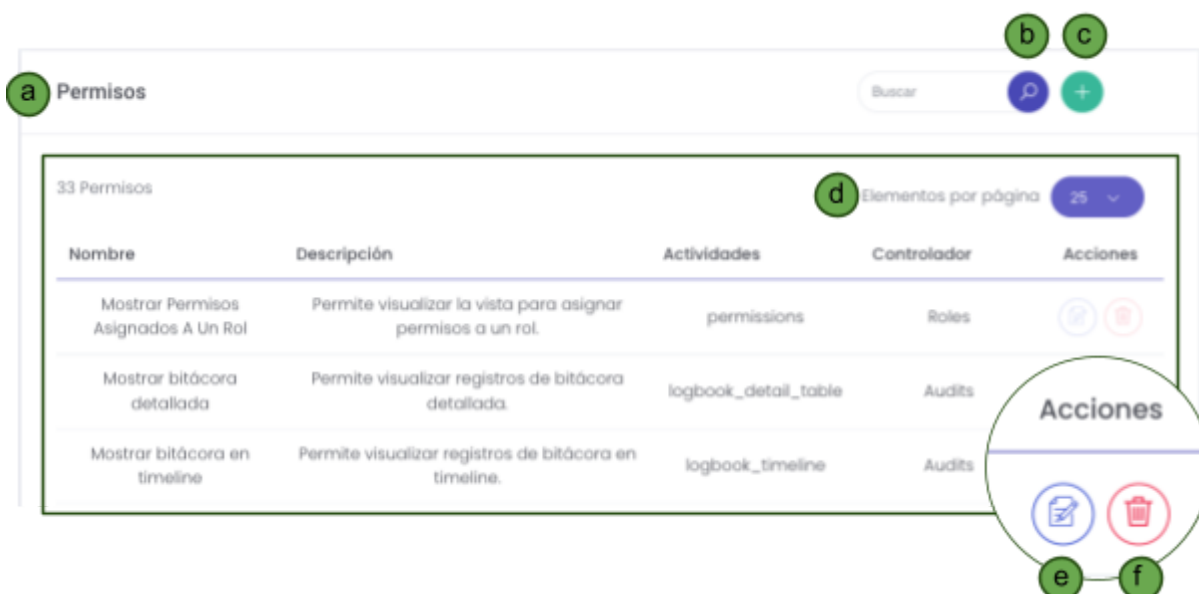 b c
a Permisos Buscar
33 Permisos d Elementos por página 25
Nombre Descripción Actividades Controlador Acciones
Mostrar Permisos Permite visualizar la vista para asignar
Asignados A Un Rol permisos a un rol. permissions Roles
Mostrar bitácora Permite visualizar registros de bitácora
detallada detallada. logbook_detail_table Audits
Mostrar bitácora en Permite visualizar registros de bitácora en
timeline timeline. logbook_timeline Audits
Acciones
e f